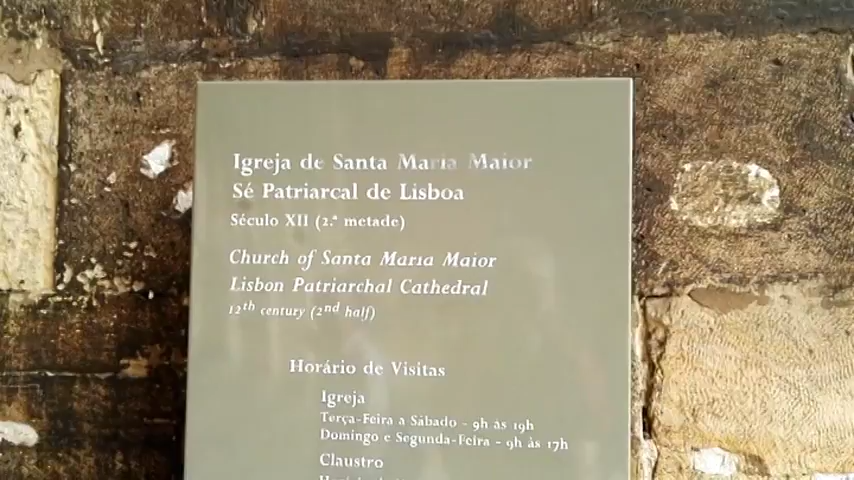 Igreja de Santa Maria Maior
Sé Patriarcal de Lisboa
Século XII (2.ª metade)
Church of Santa Maria Maior
Lisbon Patriarchal Cathedral
12th century (2nd half)
Horário de Visitas
Igreja
Terça-Feira a Sábado - 9h às 19h
Domingo e Segunda-Feira - 9h às 17h
Claustro